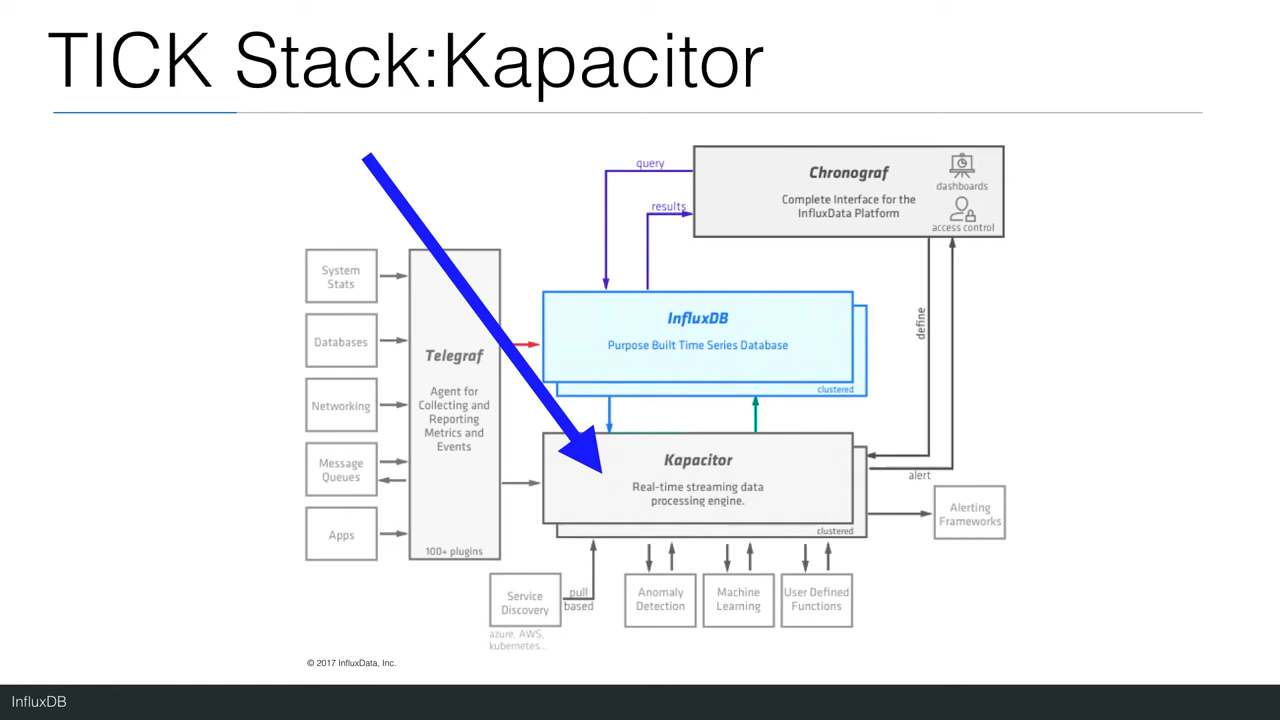 TICK Stack:Kapacitor
query
results
Chronograf
Complete Interface for the
InfluxData Platform
dashboards
access control
System
Stats
Databases
Networking
Message
Queues
Apps
Telegraf
Agent for
Collecting and
Reporting
Metrics and
Events
100+ plugins
InfluxDB
Purpose Built Time Series Database
clustered
define
Kapacitor
Real-time streaming data
processing engine.
clustered
alert
Alerting
Frameworks
Service
Discovery
pull
based
azure, AWS,
kubernetes...
Anomaly
Detection
Machine
Learning
User Defined
Functions
© 2017 InfluxData, Inc.
InfluxDB